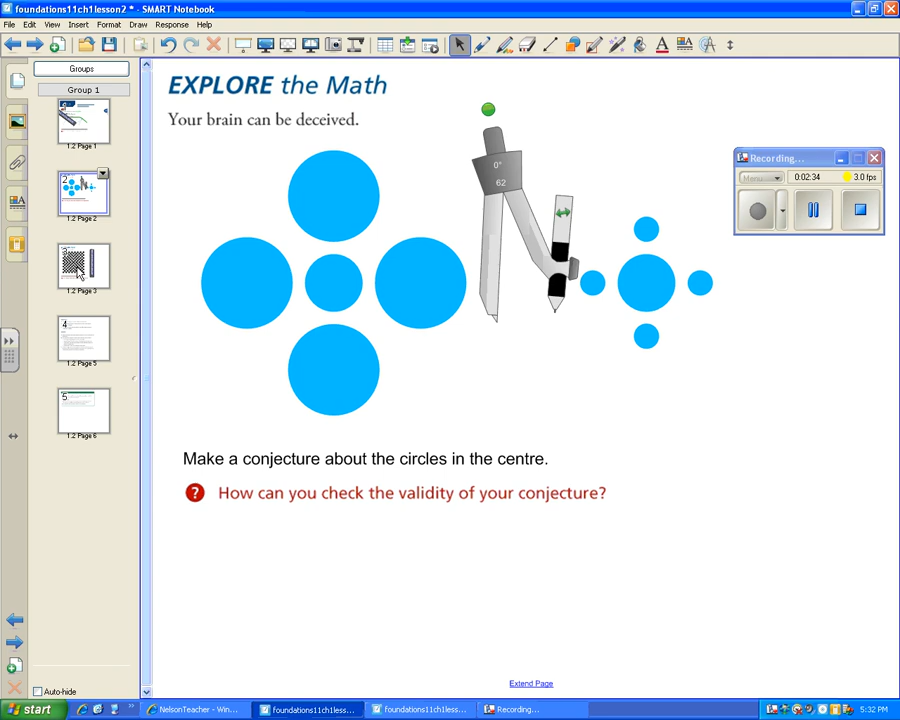 foundations11ch1lesson2 * - SMART Notebook
File Edit View Insert Format Draw Response Help
Groups
Group 1
1.2 Page 1
2
1.2 Page 2
3
1.2 Page 3
4
1.2 Page 5
5
1.2 Page 6
EXPLORE the Math
Your brain can be deceived.
0°
62
Recording...
Menu...
0:02:34
3.0 fps
Make a conjecture about the circles in the centre.
? How can you check the validity of your conjecture?
Extend Page
Auto-hide
start
NelsonTeacher - Win...
foundations11ch1less...
foundations11ch1less...
Recording...
5:32 PM